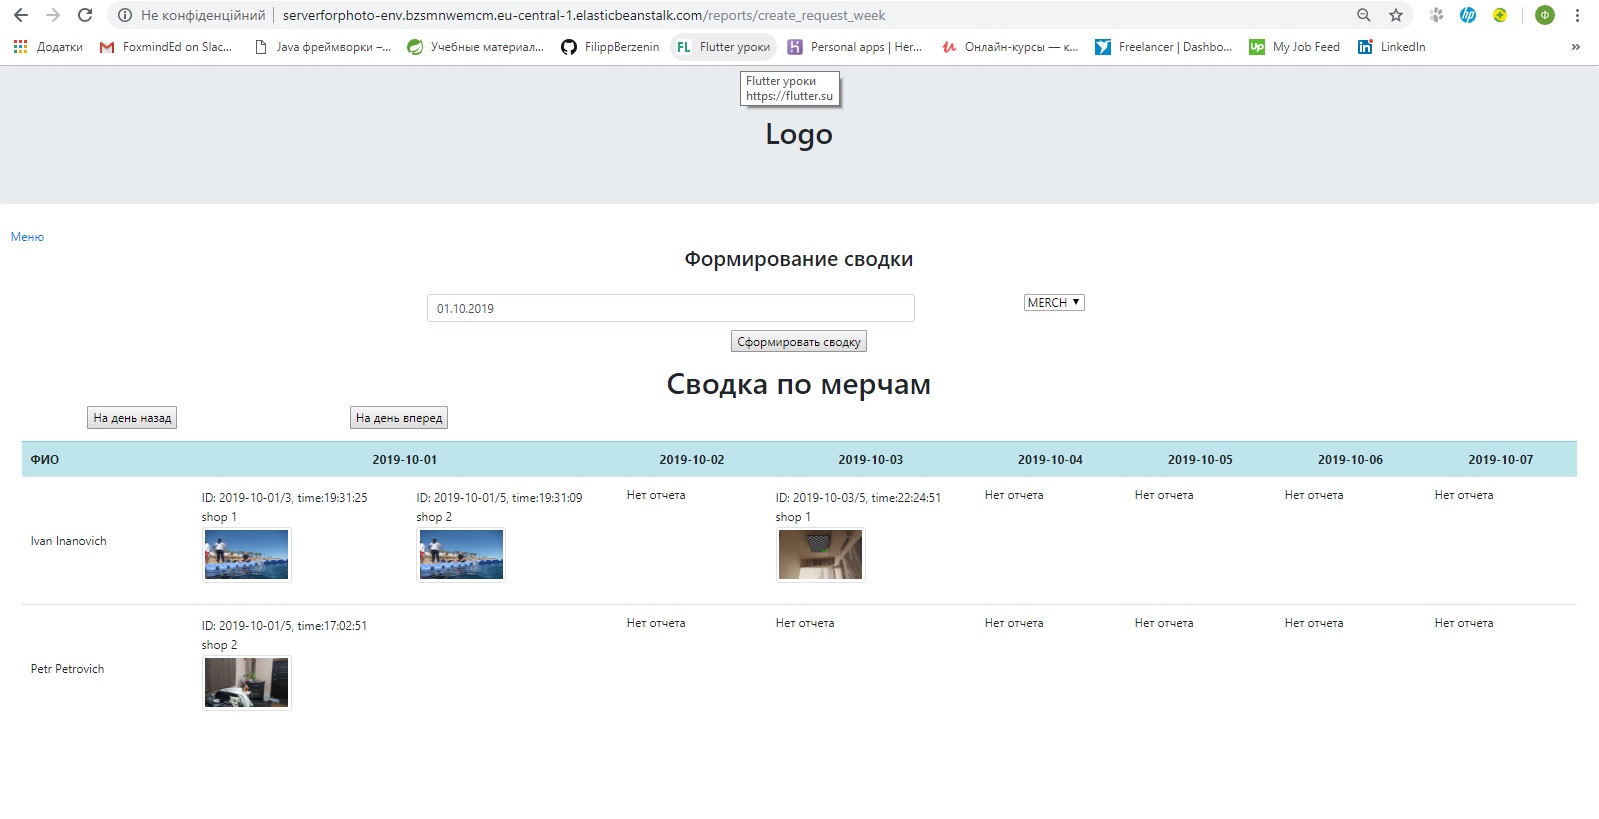 Не конфіденційний
serverforphoto-env.bzsmnwemcm.eu-central-1.elasticbeanstalk.com/reports/create_request_week
Ф
Додатки
FoxmindEd on Slac...
Java фреймворки –...
Учебные материал...
FilippBerzenin
FL
Flutter уроки
Personal apps | Her...
Онлайн-курсы — к...
Freelancer | Dashbo...
Up
My Job Feed
in
LinkedIn
»
Flutter уроки
https://flutter.su
Logo
Меню
Формирование сводки
01.10.2019
MERCH
Сформировать сводку
Сводка по мерчам
На день назад
На день вперед
ФИО 2019-10-01 2019-10-02 2019-10-03 2019-10-04 2019-10-05 2019-10-06 2019-10-07
Ivan Inanovich
ID: 2019-10-01/3, time:19:31:25
shop 1
ID: 2019-10-01/5, time:19:31:09
shop 2
Нет отчета
ID: 2019-10-03/5, time:22:24:51
shop 1
Нет отчета
Нет отчета
Нет отчета
Нет отчета
Petr Petrovich
ID: 2019-10-01/5, time:17:02:51
shop 2
Нет отчета
Нет отчета
Нет отчета
Нет отчета
Нет отчета
Нет отчета